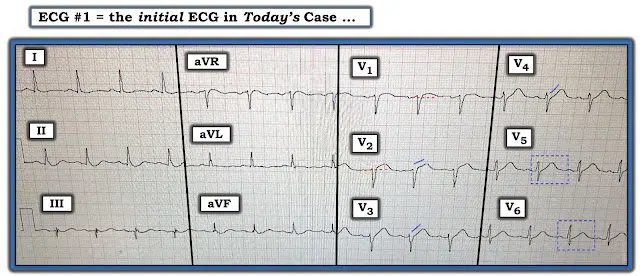 ECG #1 = the initial ECG in Today's Case ...
I
aVR
V1
V4
II
aVL
V2
V5
III
aVF
V3
V6